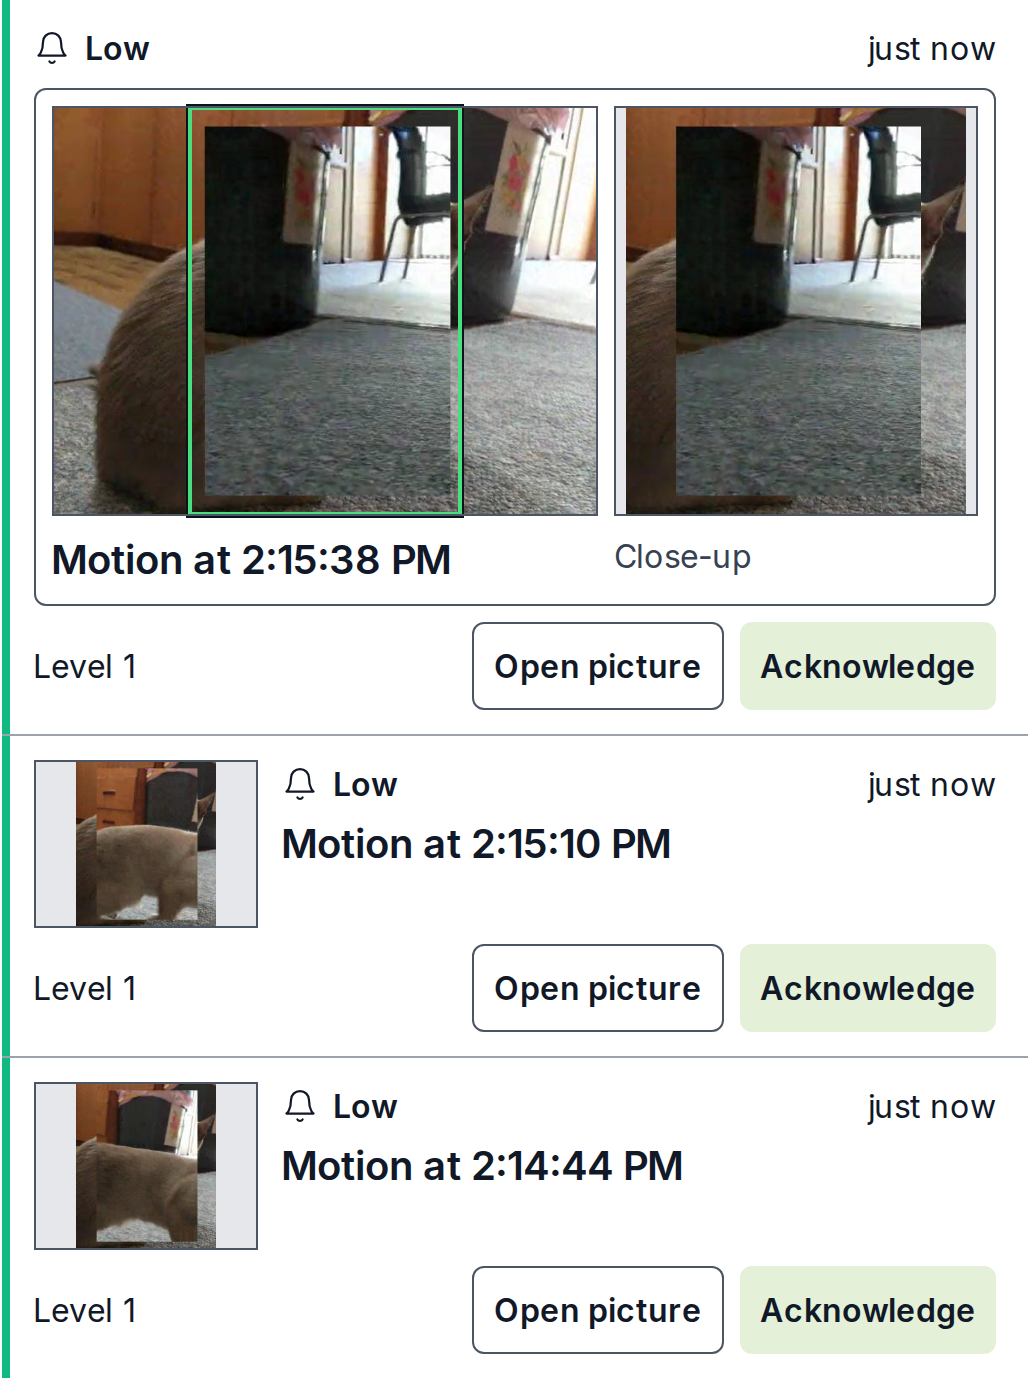 Low
just now
Motion at 2:15:38 PM
Close-up
Level 1
Open picture
Acknowledge
Low
just now
Motion at 2:15:10 PM
Level 1
Open picture
Acknowledge
Low
just now
Motion at 2:14:44 PM
Level 1
Open picture
Acknowledge